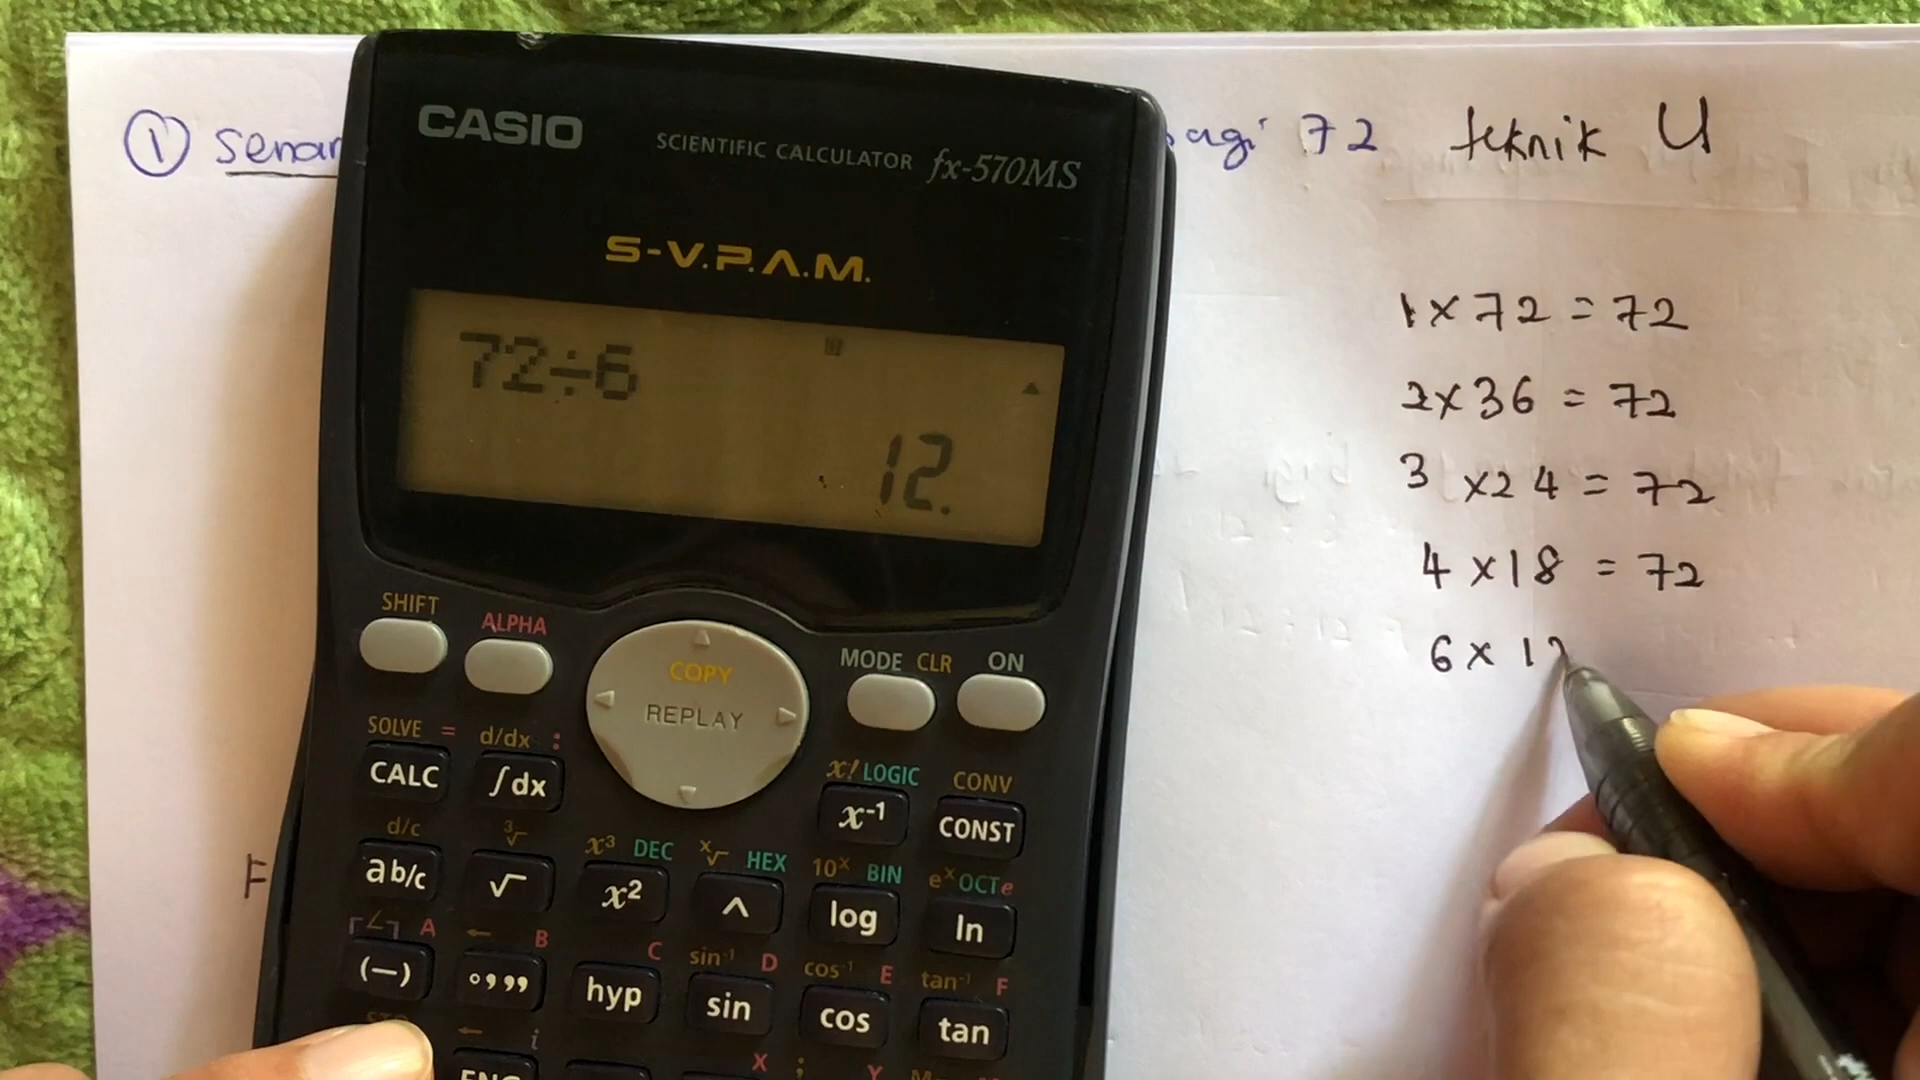 ① senar
agi 72 teknik U
CASIO
SCIENTIFIC CALCULATOR fx-570MS
S-V.P.A.M.
72÷6
12.
1 x 72 = 72
2 x 36 = 72
3 x 24 = 72
4 x 18 = 72
6 x 12
SHIFT
ALPHA
COPY
REPLAY
MODE CLR ON
SOLVE = d/dx :
CALC ∫dx
x! LOGIC CONV
x⁻¹ CONST
d/c ³√ x³ DEC ˣ√ HEX 10ˣ BIN eˣ OCT e
ab/c √ x² ^ log ln
∠ A ← B C sin⁻¹ D cos⁻¹ E tan⁻¹ F
(−) °,,, hyp sin cos tan
← i X ; Y
ENG
F